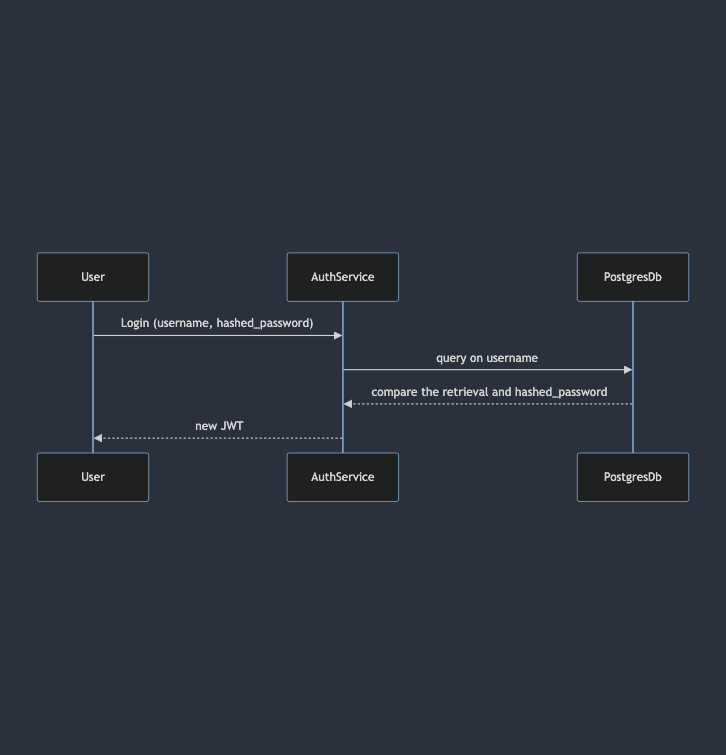 User
AuthService
PostgresDb
Login (username, hashed_password)
query on username
compare the retrieval and hashed_password
new JWT
User
AuthService
PostgresDb